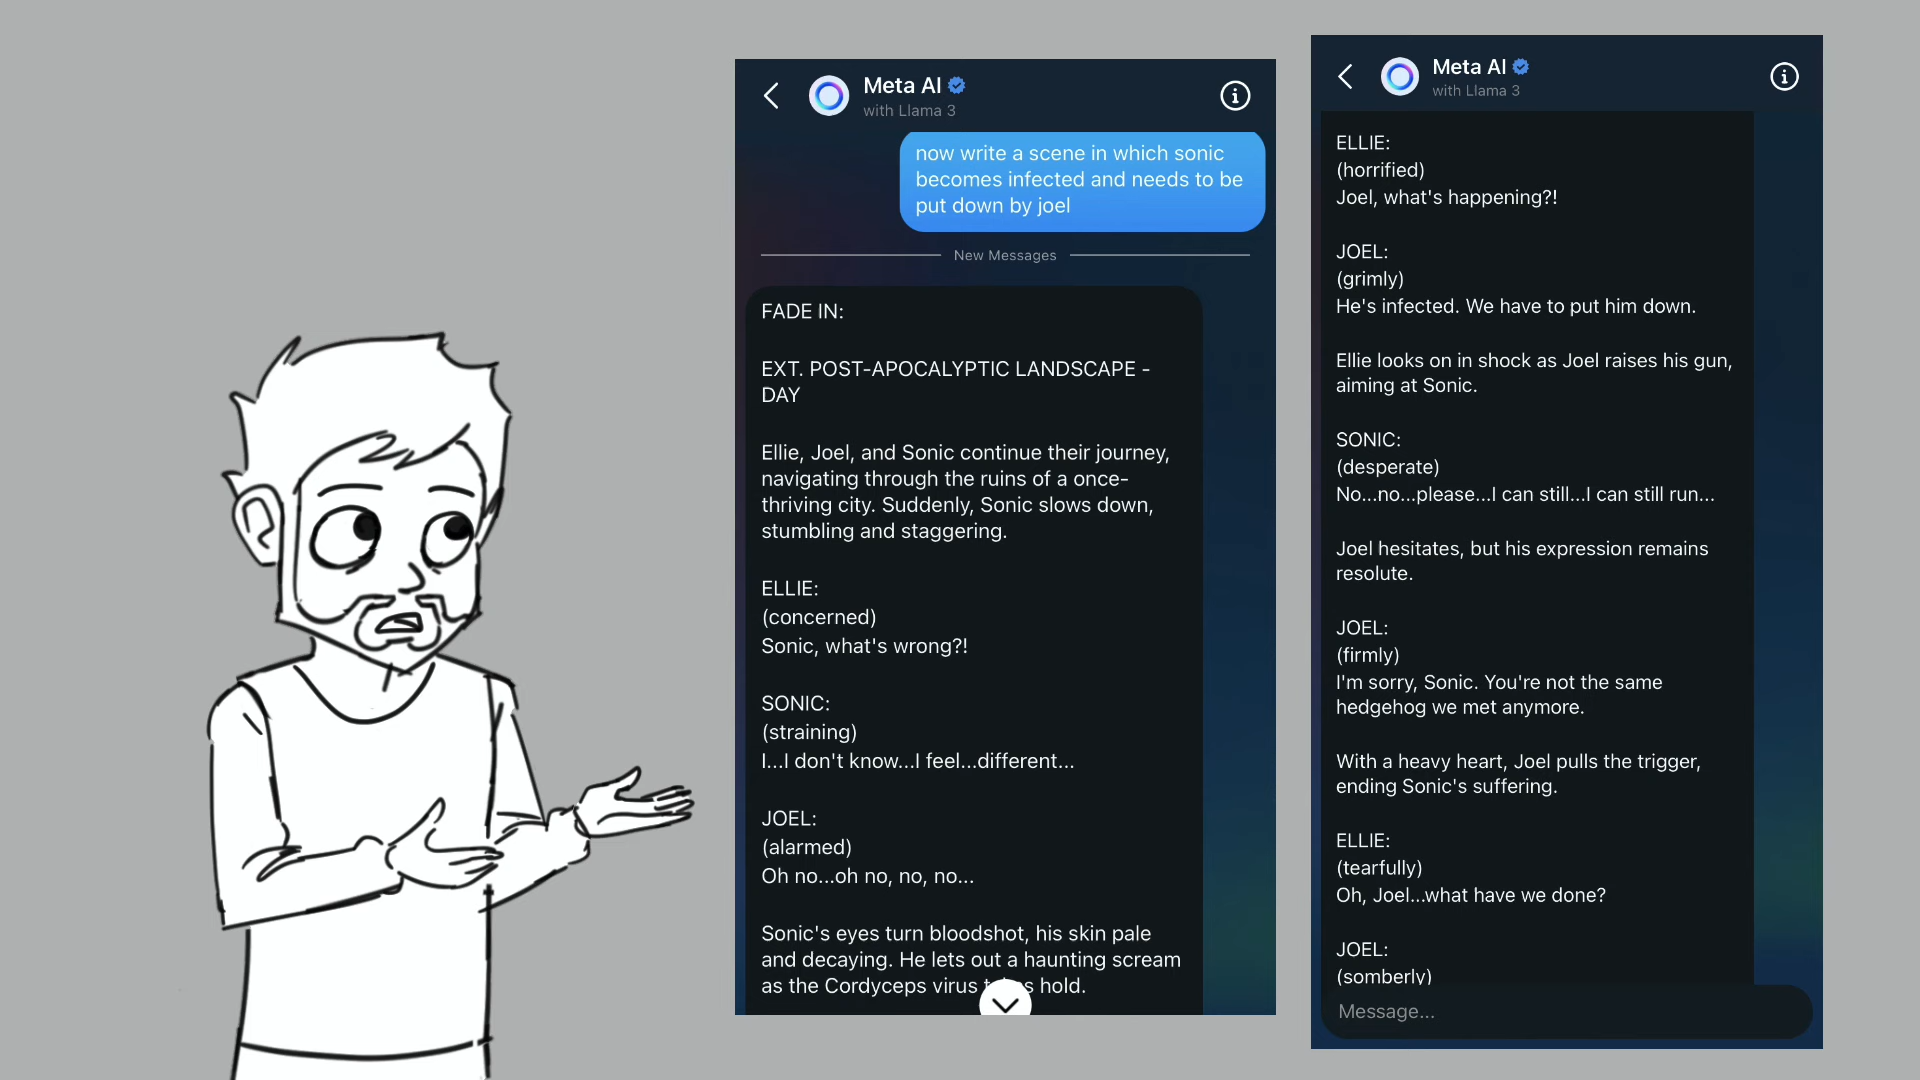 Meta AI
with Llama 3
now write a scene in which sonic
becomes infected and needs to be
put down by joel
New Messages
FADE IN:
EXT. POST-APOCALYPTIC LANDSCAPE -
DAY
Ellie, Joel, and Sonic continue their journey,
navigating through the ruins of a once-
thriving city. Suddenly, Sonic slows down,
stumbling and staggering.
ELLIE:
(concerned)
Sonic, what's wrong?!
SONIC:
(straining)
I...I don't know...I feel...different...
JOEL:
(alarmed)
Oh no...oh no, no, no...
Sonic's eyes turn bloodshot, his skin pale
and decaying. He lets out a haunting scream
as the Cordyceps virus hold.
Meta AI
with Llama 3
ELLIE:
(horrified)
Joel, what's happening?!
JOEL:
(grimly)
He's infected. We have to put him down.
Ellie looks on in shock as Joel raises his gun,
aiming at Sonic.
SONIC:
(desperate)
No...no...please...I can still...I can still run...
Joel hesitates, but his expression remains
resolute.
JOEL:
(firmly)
I'm sorry, Sonic. You're not the same
hedgehog we met anymore.
With a heavy heart, Joel pulls the trigger,
ending Sonic's suffering.
ELLIE:
(tearfully)
Oh, Joel...what have we done?
JOEL:
(somberly)
Message...